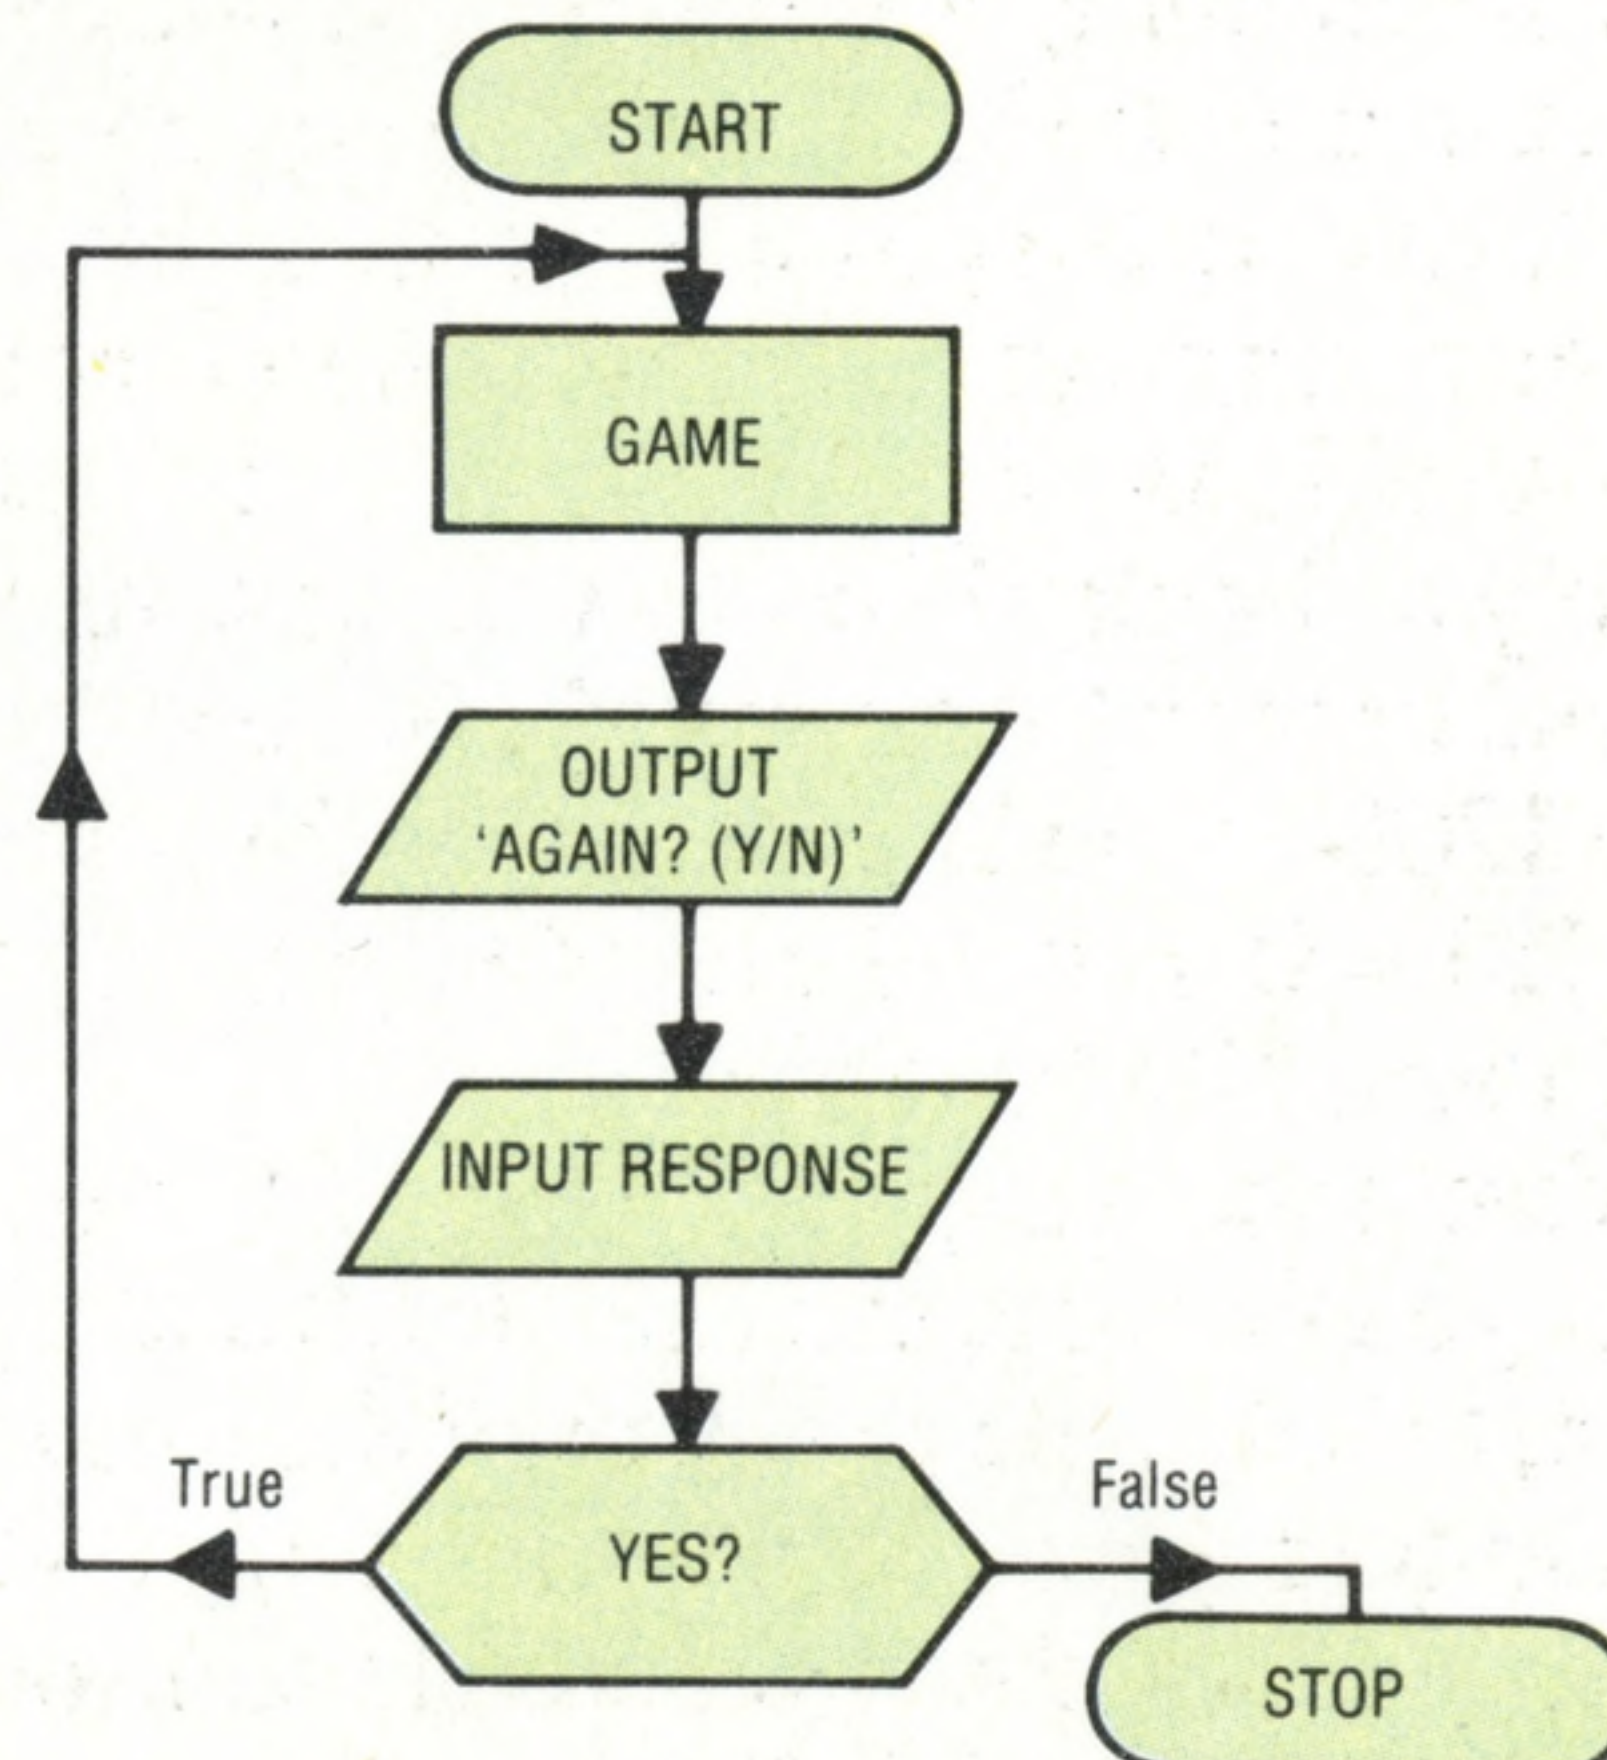 START
GAME
OUTPUT
‘AGAIN? (Y/N)’
INPUT RESPONSE
True
False
YES?
STOP